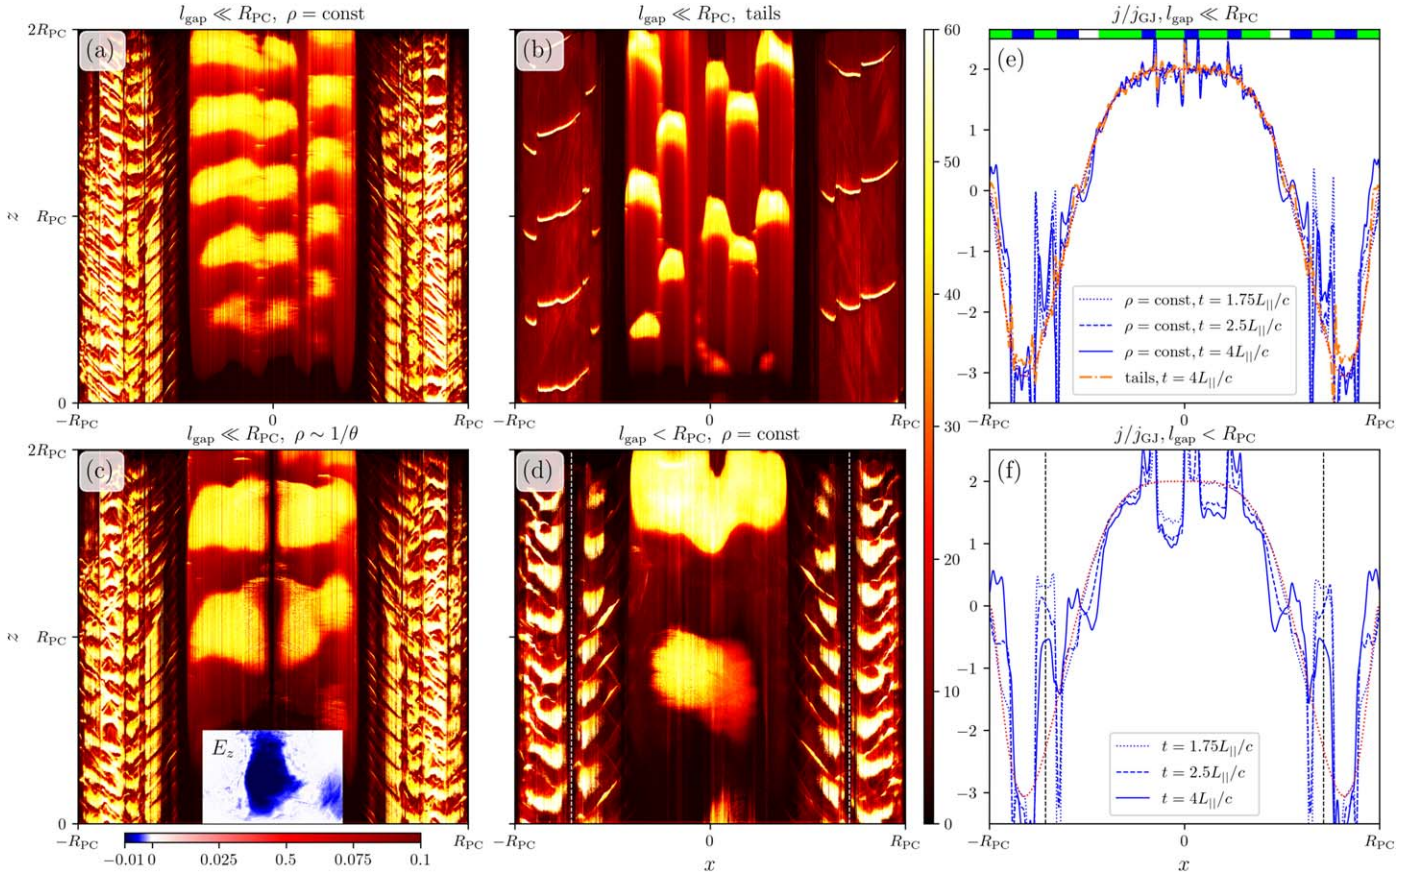 l_gap ≪ R_PC, ρ = const
(a)
2R_PC
R_PC
0
z
−R_PC
0
R_PC
l_gap ≪ R_PC, tails
(b)
−R_PC
0
R_PC
60
50
40
30
20
10
0
j/j_GJ, l_gap ≪ R_PC
(e)
2
1
0
−1
−2
−3
ρ = const, t = 1.75L_||/c
ρ = const, t = 2.5L_||/c
ρ = const, t = 4L_||/c
tails, t = 4L_||/c
−R_PC
0
R_PC
l_gap ≪ R_PC, ρ ∼ 1/θ
(c)
2R_PC
R_PC
0
z
E_z
−R_PC
R_PC
−0.01 0 0.025 0.5 0.075 0.1
l_gap < R_PC, ρ = const
(d)
−R_PC
0
R_PC
x
j/j_GJ, l_gap < R_PC
(f)
2
1
0
−1
−2
−3
t = 1.75L_||/c
t = 2.5L_||/c
t = 4L_||/c
−R_PC
0
R_PC
x